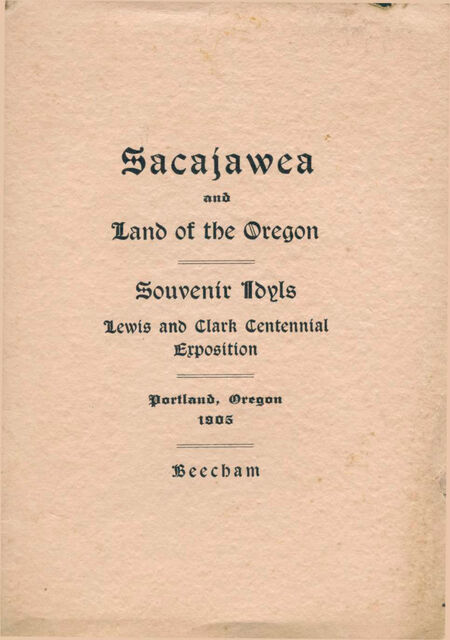 Sacajawea
and
Land of the Oregon
Souvenir Idyls
Lewis and Clark Centennial
Exposition
Portland, Oregon
1905
Beecham